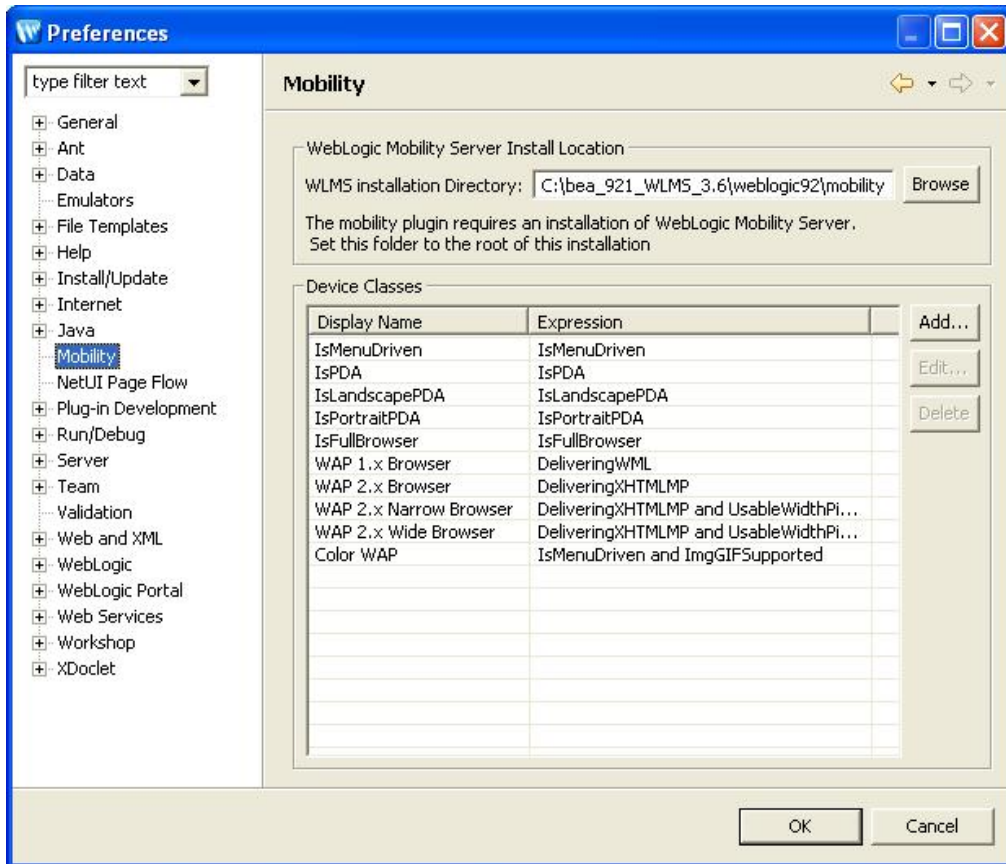 Preferences
type filter text
General
Ant
Data
Emulators
File Templates
Help
Install/Update
Internet
Java
Mobility
NetUI Page Flow
Plug-in Development
Run/Debug
Server
Team
Validation
Web and XML
WebLogic
WebLogic Portal
Web Services
Workshop
XDoclet
Mobility
WebLogic Mobility Server Install Location
WLMS installation Directory: C:\bea_921_WLMS_3.6\weblogic92\mobility Browse
The mobility plugin requires an installation of WebLogic Mobility Server.
Set this folder to the root of this installation
Device Classes
Display Name Expression
IsMenuDriven IsMenuDriven
IsPDA IsPDA
IsLandscapePDA IsLandscapePDA
IsPortraitPDA IsPortraitPDA
IsFullBrowser IsFullBrowser
WAP 1.x Browser DeliveringWML
WAP 2.x Browser DeliveringXHTMLMP
WAP 2.x Narrow Browser DeliveringXHTMLMP and UsableWidthPi...
WAP 2.x Wide Browser DeliveringXHTMLMP and UsableWidthPi...
Color WAP IsMenuDriven and ImgGIFSupported
Add...
Edit...
Delete
OK Cancel